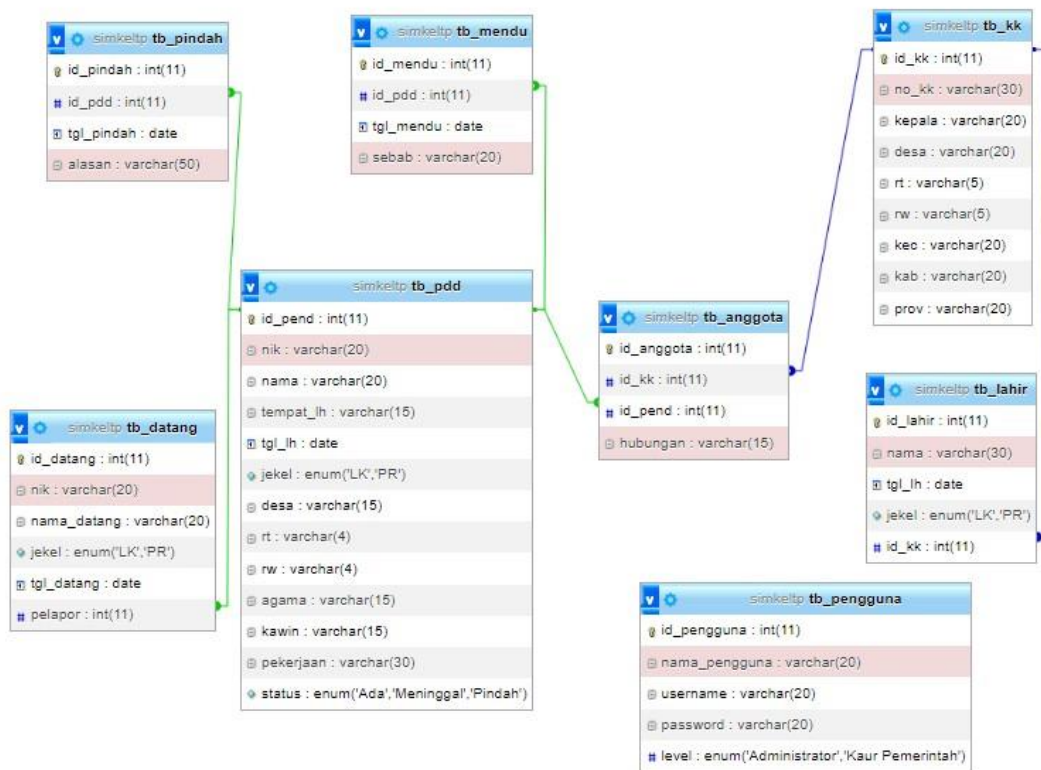 simkeltp tb_pindah
id_pindah : int(11)
id_pdd : int(11)
tgl_pindah : date
alasan : varchar(50)
simkeltp tb_mendu
id_mendu : int(11)
id_pdd : int(11)
tgl_mendu : date
sebab : varchar(20)
simkeltp tb_kk
id_kk : int(11)
no_kk : varchar(30)
kepala : varchar(20)
desa : varchar(20)
rt : varchar(5)
rw : varchar(5)
kec : varchar(20)
kab : varchar(20)
prov : varchar(20)
simkeltp tb_pdd
id_pend : int(11)
nik : varchar(20)
nama : varchar(20)
tempat_lh : varchar(15)
tgl_lh : date
jekel : enum('LK','PR')
desa : varchar(15)
rt : varchar(4)
rw : varchar(4)
agama : varchar(15)
kawin : varchar(15)
pekerjaan : varchar(30)
status : enum('Ada','Meninggal','Pindah')
simkeltp tb_anggota
id_anggota : int(11)
id_kk : int(11)
id_pend : int(11)
hubungan : varchar(15)
simkeltp tb_lahir
id_lahir : int(11)
nama : varchar(30)
tgl_lh : date
jekel : enum('LK','PR')
id_kk : int(11)
simkeltp tb_datang
id_datang : int(11)
nik : varchar(20)
nama_datang : varchar(20)
jekel : enum('LK','PR')
tgl_datang : date
pelapor : int(11)
simkeltp tb_pengguna
id_pengguna : int(11)
nama_pengguna : varchar(20)
username : varchar(20)
password : varchar(20)
level : enum('Administrator','Kaur Pemerintah')